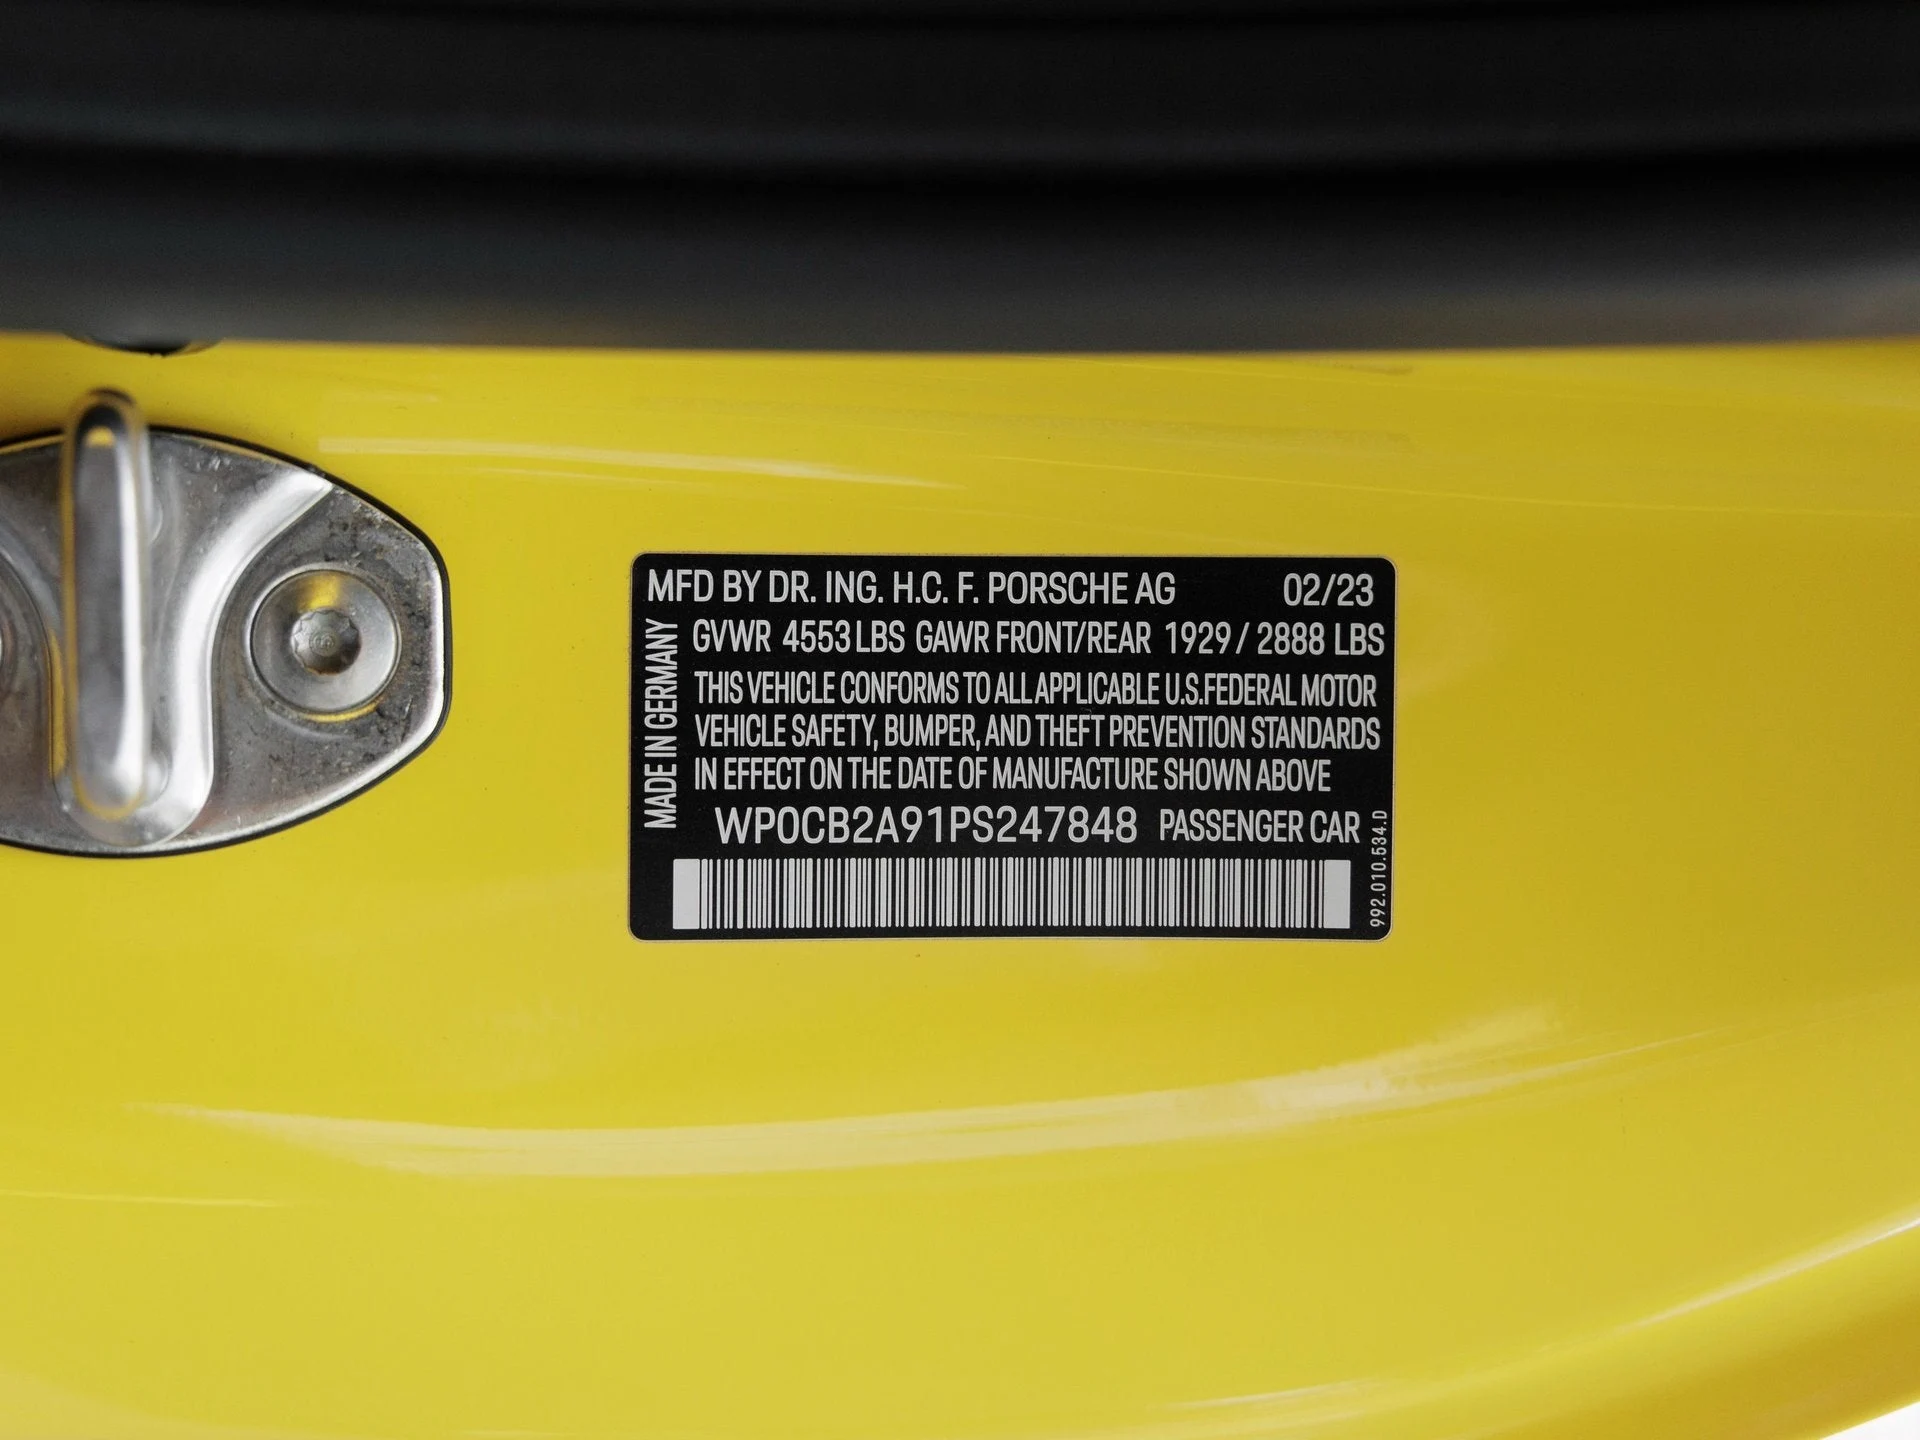 MFD BY DR. ING. H.C. F. PORSCHE AG 02/23
GVWR 4553 LBS GAWR FRONT/REAR 1929 / 2888 LBS
THIS VEHICLE CONFORMS TO ALL APPLICABLE U.S.FEDERAL MOTOR
VEHICLE SAFETY, BUMPER, AND THEFT PREVENTION STANDARDS
IN EFFECT ON THE DATE OF MANUFACTURE SHOWN ABOVE
WP0CB2A91PS247848 PASSENGER CAR
MADE IN GERMANY
992.010.534.D